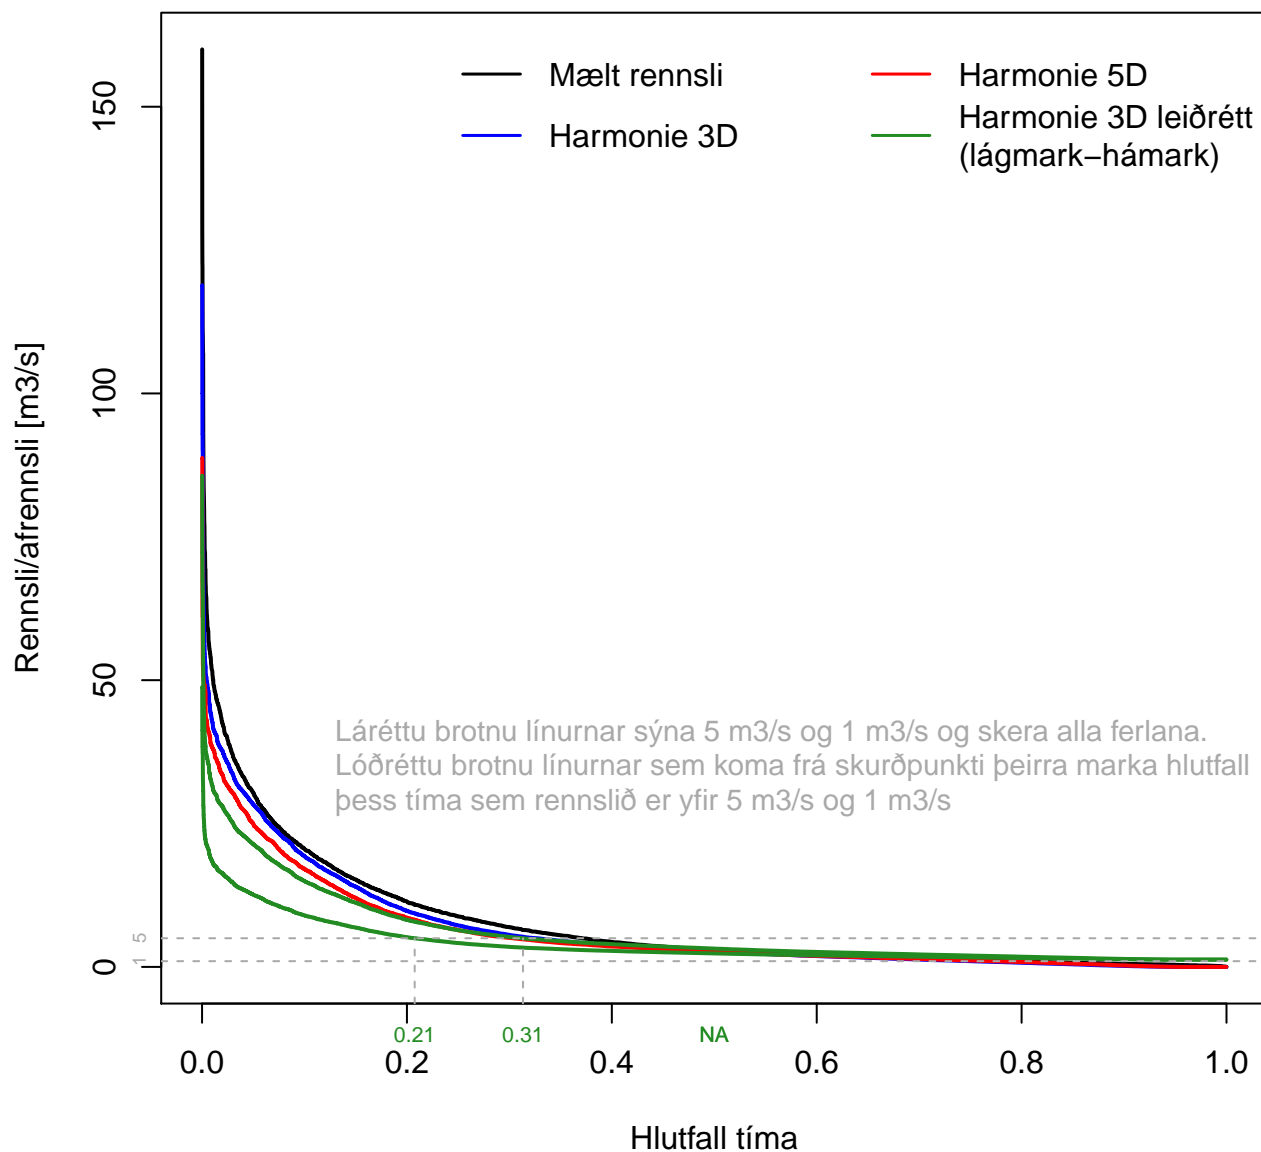 Mælt rennsli
Harmonie 3D
Harmonie 5D
Harmonie 3D leiðrétt
(lágmark−hámark)
Rennsli/afrennsli [m3/s]
150
100
50
0
5
1
Láréttu brotnu línurnar sýna 5 m3/s og 1 m3/s og skera alla ferlana.
Lóðréttu brotnu línurnar sem koma frá skurðpunkti þeirra marka hlutfall
þess tíma sem rennslið er yfir 5 m3/s og 1 m3/s
0.21 0.31 NA
0.0 0.2 0.4 0.6 0.8 1.0
Hlutfall tíma